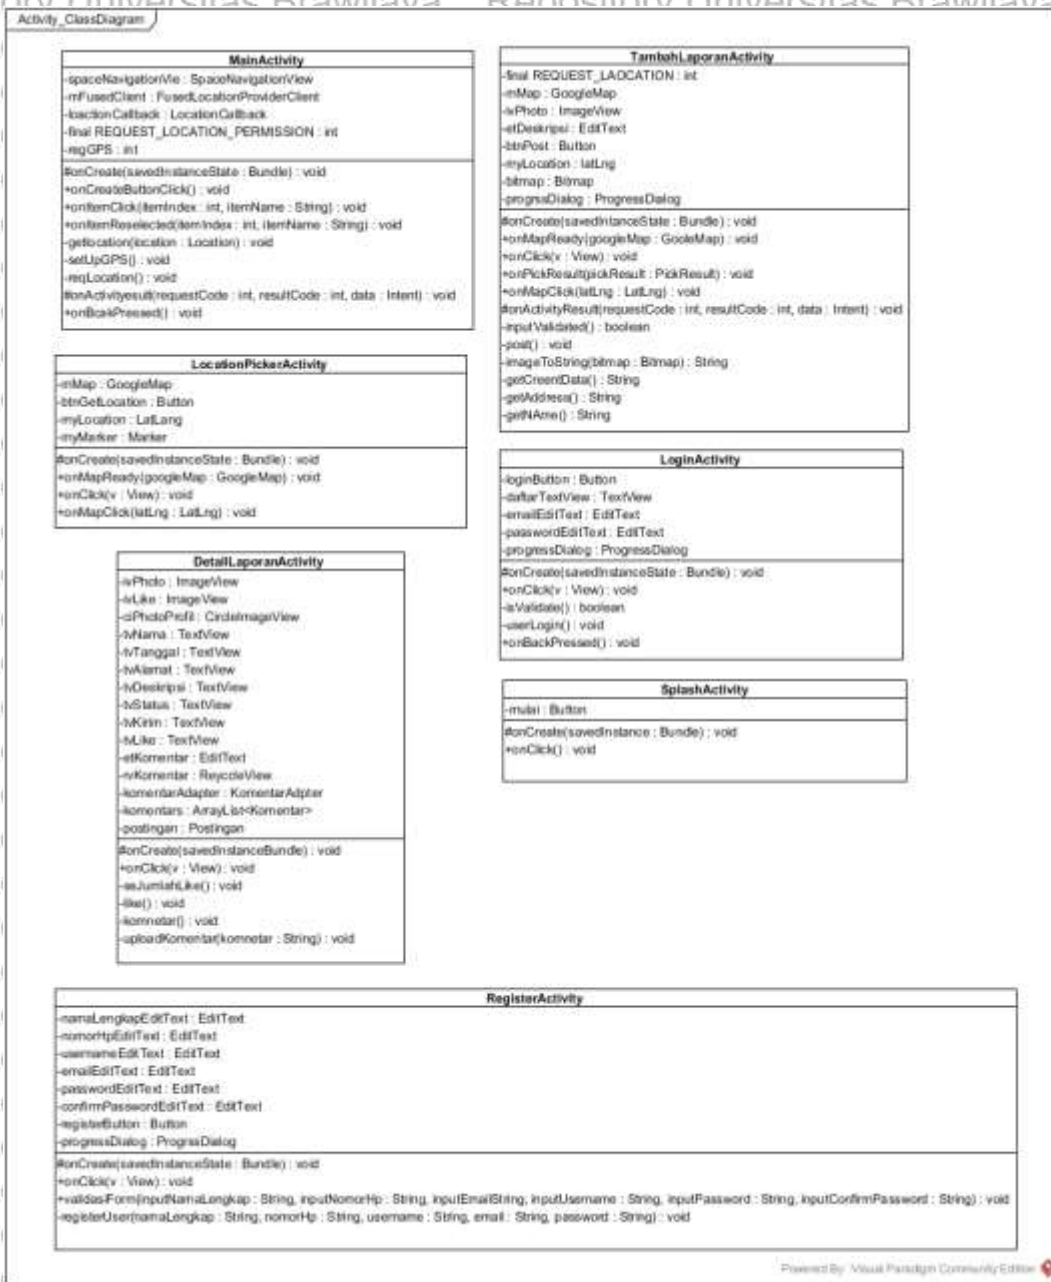 Repository Universitas Brawijaya
Activity_ClassDiagram
MainActivity
-spaceNavigationVie : SpaceNavigationView
-mFusedClient : FusedLocationProviderClient
-loactionCallback : LocationCallback
-final REQUEST_LOCATION_PERMISSION : int
-reqGPS : int
#onCreate(savedInstanceState : Bundle) : void
+onCreateButtonClick() : void
+onItemClick(itemIndex : int, itemName : String) : void
+onItemReselected(itemIndex : int, itemName : String) : void
-getlocation(location : Location) : void
-setUpGPS() : void
-reqLocation() : void
#onActivityesult(requestCode : int, resultCode : int, data : Intent) : void
+onBcakPressed() : void
TambahLaporanActivity
-final REQUEST_LAOCATION : int
-mMap : GoogleMap
-ivPhoto : ImageView
-etDeskripsi : EditText
-btnPost : Button
-myLocation : latLng
-bitmap : Bitmap
-prograsDialog : ProgressDialog
#onCreate(savedIntanceState : Bundle) : void
+onMapReady(googleMap : GooleMap) : void
+onClick(v : View) : void
+onPickResult(pickResult : PickResult) : void
+onMapClick(latLng : LatLng) : void
#onActivityResult(requestCode : int, resultCode : int, data : Intent) : void
-inputValidated() : boolean
-post() : void
-imageToString(bitmap : Bitmap) : String
-getCreentData() : String
-getAddress() : String
-getNAme() : String
LocationPickerActivity
-mMap : GoogleMap
-btnGetLocation : Button
-myLocation : LatLang
-myMarker : Marker
#onCreate(savedInstanceState : Bundle) : void
+onMapReady(googleMap : GoogleMap) : void
+onClick(v : View) : void
+onMapClick(latLng : LatLng) : void
LoginActivity
-loginButton : Button
-daftarTextView : TextView
-emailEditText : EditText
-passwordEditText : EditText
-progressDialog : ProgressDialog
#onCreate(savedInstanceState : Bundle) : void
+onClick(v : View) : void
-isValidate() : boolean
-userLogin() : void
+onBackPressed() : void
DetailLaporanActivity
-ivPhoto : ImageView
-ivLike : ImageView
-ciPhotoProfil : CircleImageView
-tvNama : TextView
-tvTanggal : TextView
-tvAlamat : TextView
-tvDeskripsi : TextView
-tvStatus : TextView
-tvKirim : TextView
-tvLike : TextView
-etKomentar : EditText
-rvKomentar : ReycoleView
-komentarAdapter : KomentarAdpter
-komentars : ArrayList<Komentar>
-postingan : Postingan
#onCreate(savedInstanceBundle) : void
+onClick(v : View) : void
-seJumlahLike() : void
-like() : void
-komnetar() : void
-uploadKomentar(komnetar : String) : void
SplashActivity
-mulai : Button
#onCreate(savedInstance : Bundle) : void
+onClick() : void
RegisterActivity
-namaLengkapEditText : EditText
-nomorHpEditText : EditText
-usernameEditText : EditText
-emailEditText : EditText
-passwordEditText : EditText
-confirmPasswordEditText : EditText
-registerButton : Button
-progressDialog : ProgrssDialog
#onCreate(savedInstanceState : Bundle) : void
+onClick(v : View) : void
+validasiForm(inputNamaLengkap : String, inputNomorHp : String, inputEmailString, inputUsername : String, inputPassword : String, inputConfirmPassword : String) : void
-registerUser(namaLengkap : String, nomorHp : String, username : String, email : String, password : String) : void
Powered By Visual Paradigm Community Edition